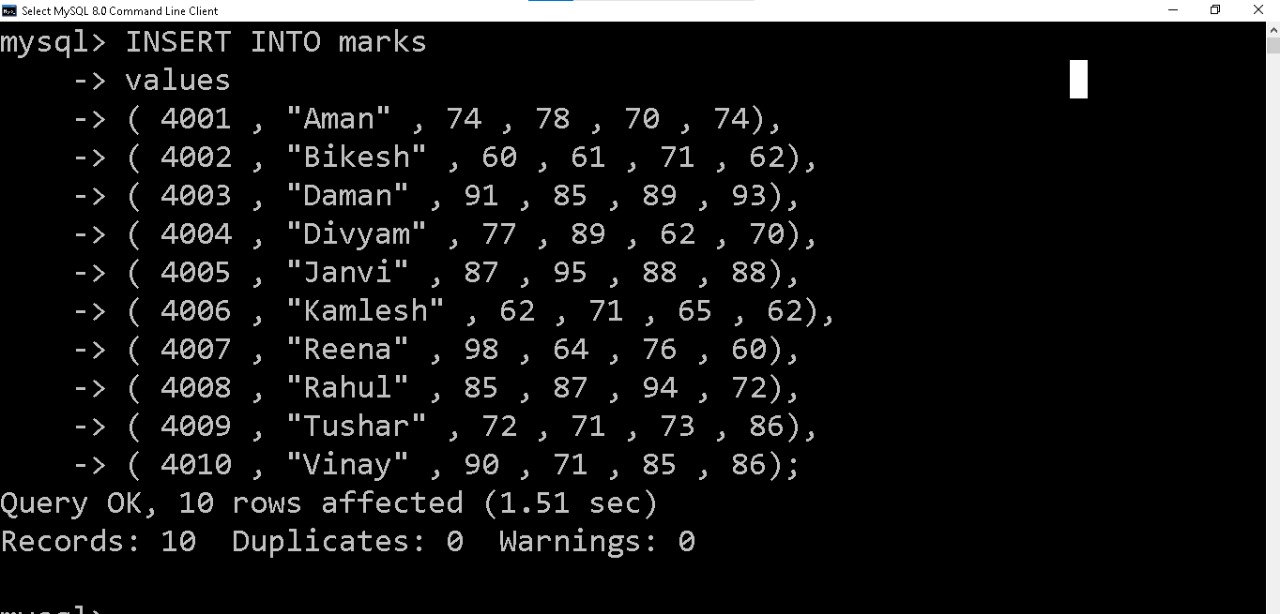 Select MySQL 8.0 Command Line Client
mysql> INSERT INTO marks
-> values
-> ( 4001 , "Aman" , 74 , 78 , 70 , 74),
-> ( 4002 , "Bikesh" , 60 , 61 , 71 , 62),
-> ( 4003 , "Daman" , 91 , 85 , 89 , 93),
-> ( 4004 , "Divyam" , 77 , 89 , 62 , 70),
-> ( 4005 , "Janvi" , 87 , 95 , 88 , 88),
-> ( 4006 , "Kamlesh" , 62 , 71 , 65 , 62),
-> ( 4007 , "Reena" , 98 , 64 , 76 , 60),
-> ( 4008 , "Rahul" , 85 , 87 , 94 , 72),
-> ( 4009 , "Tushar" , 72 , 71 , 73 , 86),
-> ( 4010 , "Vinay" , 90 , 71 , 85 , 86);
Query OK, 10 rows affected (1.51 sec)
Records: 10  Duplicates: 0  Warnings: 0
mysql>